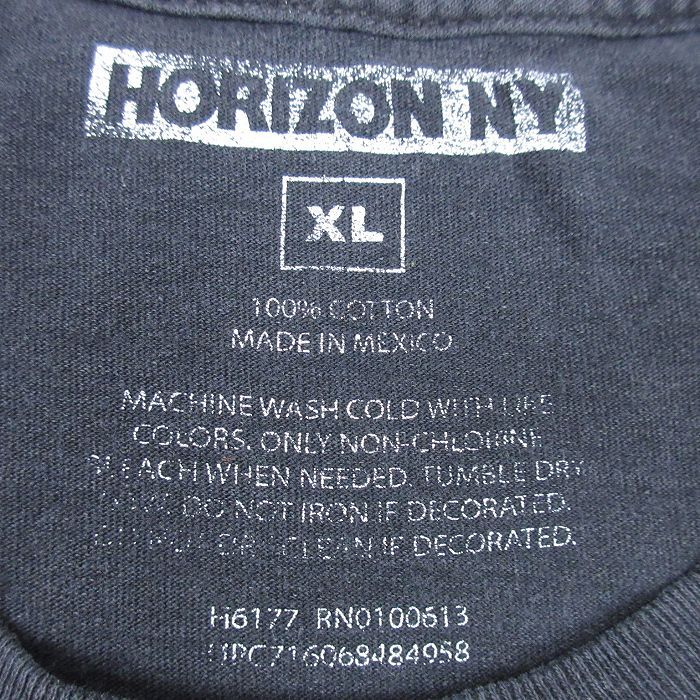 HORIZON NY
XL
100% COTTON
MADE IN MEXICO
MACHINE WASH COLD WITH LIKE
COLORS. ONLY NON-CHLORINE
BLEACH WHEN NEEDED. TUMBLE DRY
DO NOT IRON IF DECORATED.
CLEAN IF DECORATED.
H6177 RN0100613
UPC716068484958